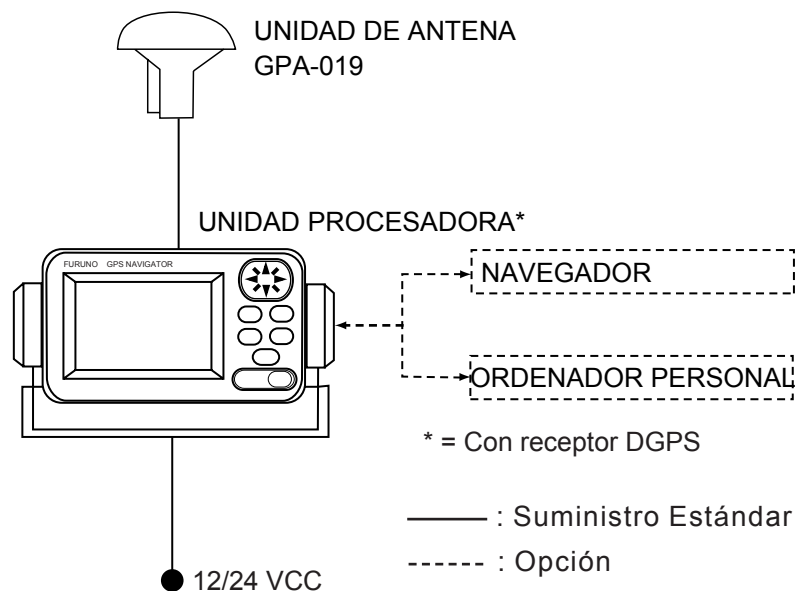 UNIDAD DE ANTENA
GPA-019
UNIDAD PROCESADORA*
FURUNO GPS NAVIGATOR
NAVEGADOR
ORDENADOR PERSONAL
* = Con receptor DGPS
: Suministro Estándar
: Opción
12/24 VCC